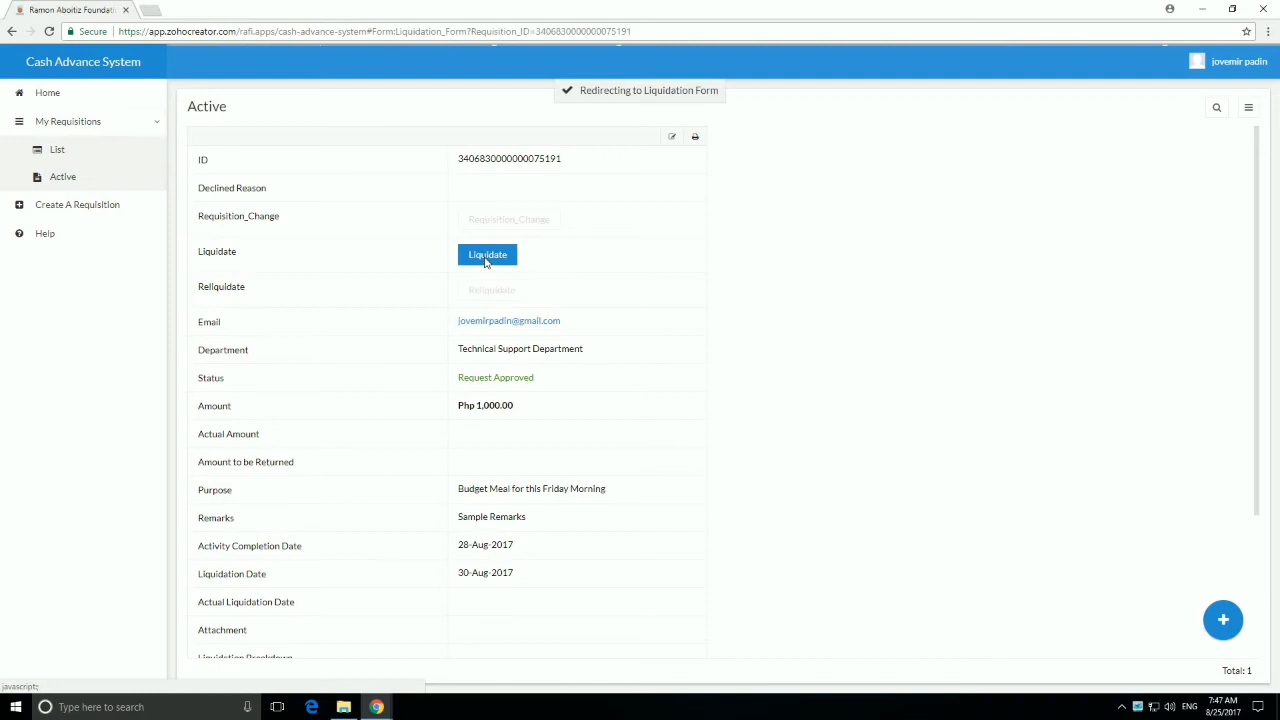 Ramon Aboitiz Foundati
Secure
https://app.zohocreator.com/rafi.apps/cash-advance-system#Form:Liquidation_Form?Requisition_ID=3406830000000075191
Cash Advance System
jovemir padin
Redirecting to Liquidation Form
Home
My Requisitions
List
Active
Create A Requisition
Help
Active
ID 3406830000000075191
Declined Reason
Requisition_Change Requisition_Change
Liquidate Liquidate
Reliquidate Reliquidate
Email jovemirpadin@gmail.com
Department Technical Support Department
Status Request Approved
Amount Php 1,000.00
Actual Amount
Amount to be Returned
Purpose Budget Meal for this Friday Morning
Remarks Sample Remarks
Activity Completion Date 28-Aug-2017
Liquidation Date 30-Aug-2017
Actual Liquidation Date
Attachment
Liquidation Breakdown
Total: 1
javascript:;
Type here to search
ENG
7:47 AM
8/25/2017